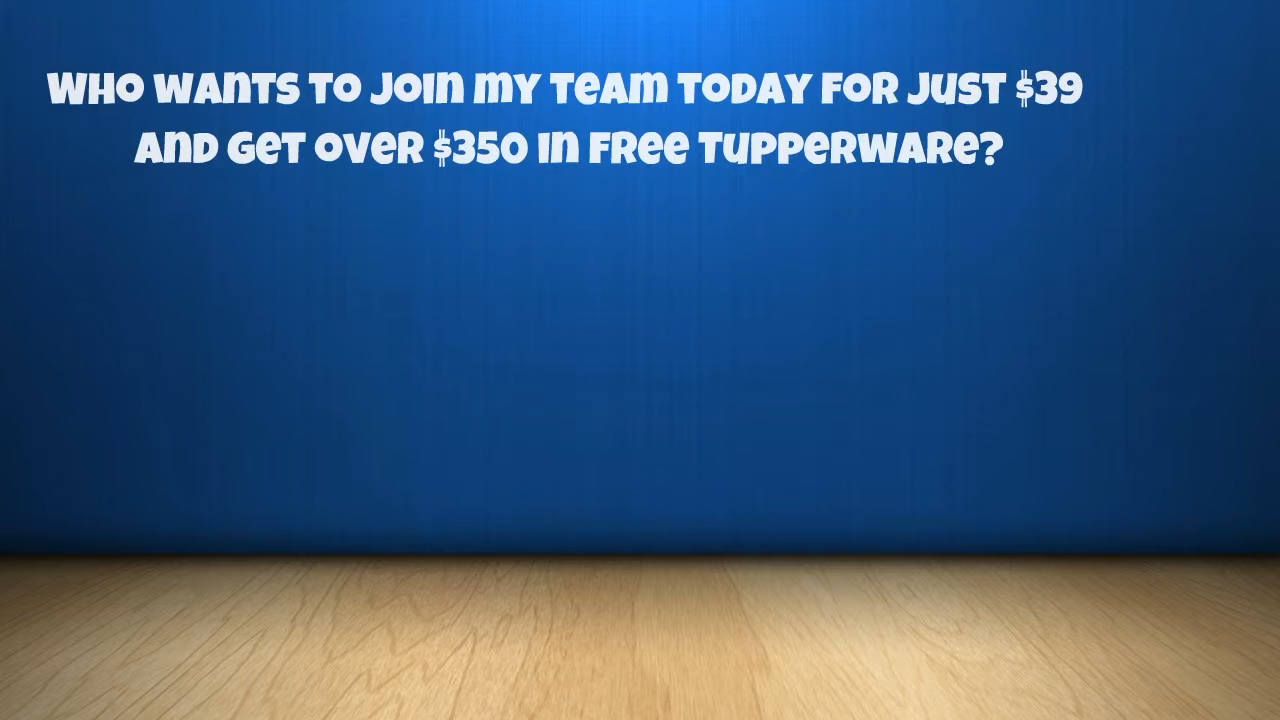 WHO WANTS TO JOIN MY TEAM TODAY FOR JUST $39
AND GET OVER $350 IN FREE TUPPERWARE?